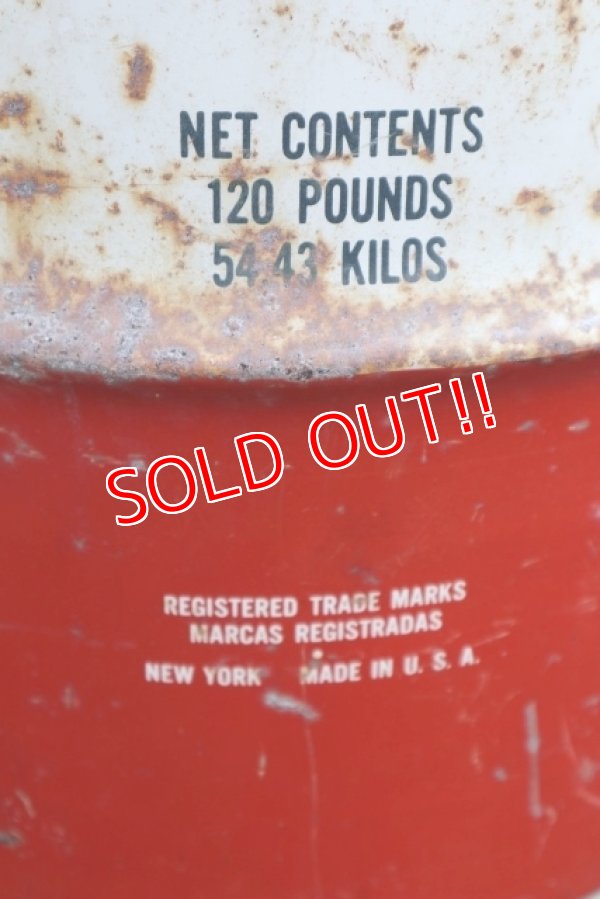 NET CONTENTS
120 POUNDS
54.43 KILOS
SOLD OUT!!
REGISTERED TRADE MARKS
MARCAS REGISTRADAS
NEW YORK MADE IN U. S. A.